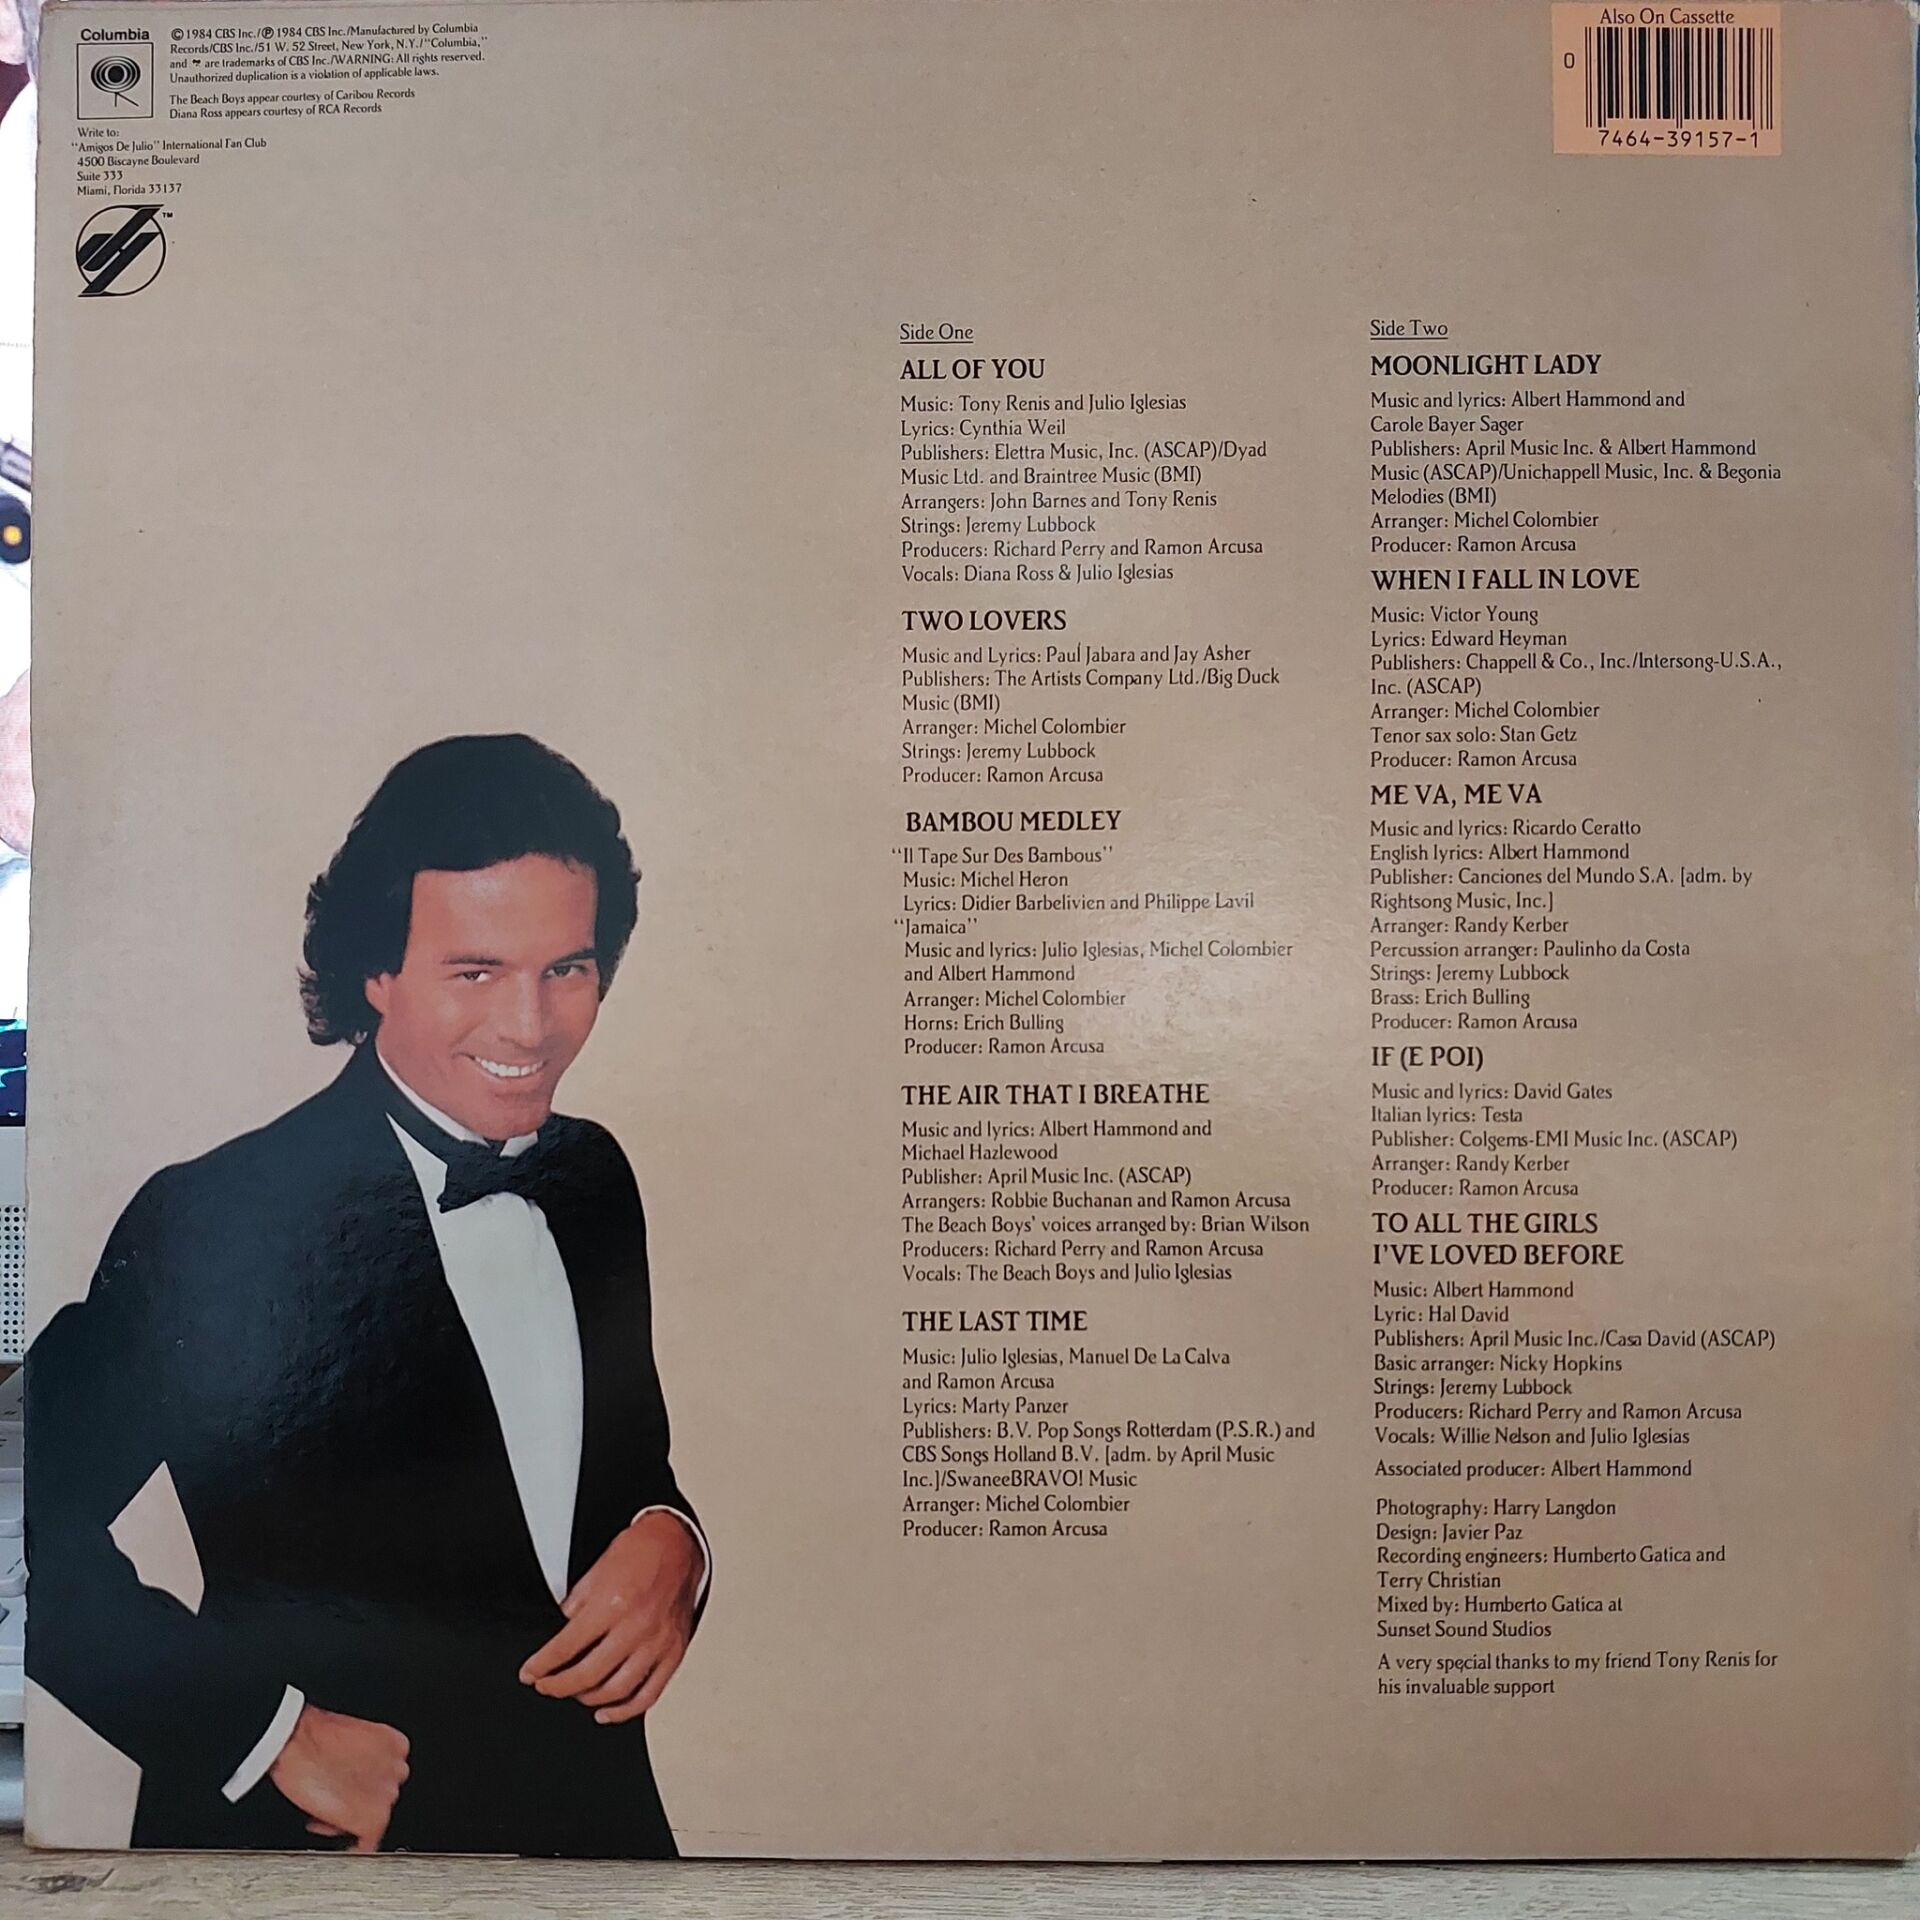 Columbia
©1984 CBS Inc./℗ 1984 CBS Inc./Manufactured by Columbia
Records/CBS Inc./51 W. 52 Street, New York, N.Y./"Columbia,"
and are trademarks of CBS Inc./WARNING: All rights reserved.
Unauthorized duplication is a violation of applicable laws.
The Beach Boys appear courtesy of Caribou Records
Diana Ross appears courtesy of RCA Records
Write to:
"Amigos De Julio" International Fan Club
4500 Biscayne Boulevard
Suite 333
Miami, Florida 33137
TM
Also On Cassette
0
7464-39157-1
Side One
ALL OF YOU
Music: Tony Renis and Julio Iglesias
Lyrics: Cynthia Weil
Publishers: Elettra Music, Inc. (ASCAP)/Dyad
Music Ltd. and Braintree Music (BMI)
Arrangers: John Barnes and Tony Renis
Strings: Jeremy Lubbock
Producers: Richard Perry and Ramon Arcusa
Vocals: Diana Ross & Julio Iglesias
TWO LOVERS
Music and Lyrics: Paul Jabara and Jay Asher
Publishers: The Artists Company Ltd./Big Duck
Music (BMI)
Arranger: Michel Colombier
Strings: Jeremy Lubbock
Producer: Ramon Arcusa
BAMBOU MEDLEY
"Il Tape Sur Des Bambous"
Music: Michel Heron
Lyrics: Didier Barbelivien and Philippe Lavil
"Jamaica"
Music and lyrics: Julio Iglesias, Michel Colombier
and Albert Hammond
Arranger: Michel Colombier
Horns: Erich Bulling
Producer: Ramon Arcusa
THE AIR THAT I BREATHE
Music and lyrics: Albert Hammond and
Michael Hazlewood
Publisher: April Music Inc. (ASCAP)
Arrangers: Robbie Buchanan and Ramon Arcusa
The Beach Boys' voices arranged by: Brian Wilson
Producers: Richard Perry and Ramon Arcusa
Vocals: The Beach Boys and Julio Iglesias
THE LAST TIME
Music: Julio Iglesias, Manuel De La Calva
and Ramon Arcusa
Lyrics: Marty Panzer
Publishers: B.V. Pop Songs Rotterdam (P.S.R.) and
CBS Songs Holland B.V. [adm. by April Music
Inc.]/SwaneeBRAVO! Music
Arranger: Michel Colombier
Producer: Ramon Arcusa
Side Two
MOONLIGHT LADY
Music and lyrics: Albert Hammond and
Carole Bayer Sager
Publishers: April Music Inc. & Albert Hammond
Music (ASCAP)/Unichappell Music, Inc. & Begonia
Melodies (BMI)
Arranger: Michel Colombier
Producer: Ramon Arcusa
WHEN I FALL IN LOVE
Music: Victor Young
Lyrics: Edward Heyman
Publishers: Chappell & Co., Inc./Intersong-U.S.A.,
Inc. (ASCAP)
Arranger: Michel Colombier
Tenor sax solo: Stan Getz
Producer: Ramon Arcusa
ME VA, ME VA
Music and lyrics: Ricardo Ceratto
English lyrics: Albert Hammond
Publisher: Canciones del Mundo S.A. [adm. by
Rightsong Music, Inc.]
Arranger: Randy Kerber
Percussion arranger: Paulinho da Costa
Strings: Jeremy Lubbock
Brass: Erich Bulling
Producer: Ramon Arcusa
IF (E POI)
Music and lyrics: David Gates
Italian lyrics: Testa
Publisher: Colgems-EMI Music Inc. (ASCAP)
Arranger: Randy Kerber
Producer: Ramon Arcusa
TO ALL THE GIRLS
I'VE LOVED BEFORE
Music: Albert Hammond
Lyric: Hal David
Publishers: April Music Inc./Casa David (ASCAP)
Basic arranger: Nicky Hopkins
Strings: Jeremy Lubbock
Producers: Richard Perry and Ramon Arcusa
Vocals: Willie Nelson and Julio Iglesias
Associated producer: Albert Hammond
Photography: Harry Langdon
Design: Javier Paz
Recording engineers: Humberto Gatica and
Terry Christian
Mixed by: Humberto Gatica at
Sunset Sound Studios
A very special thanks to my friend Tony Renis for
his invaluable support